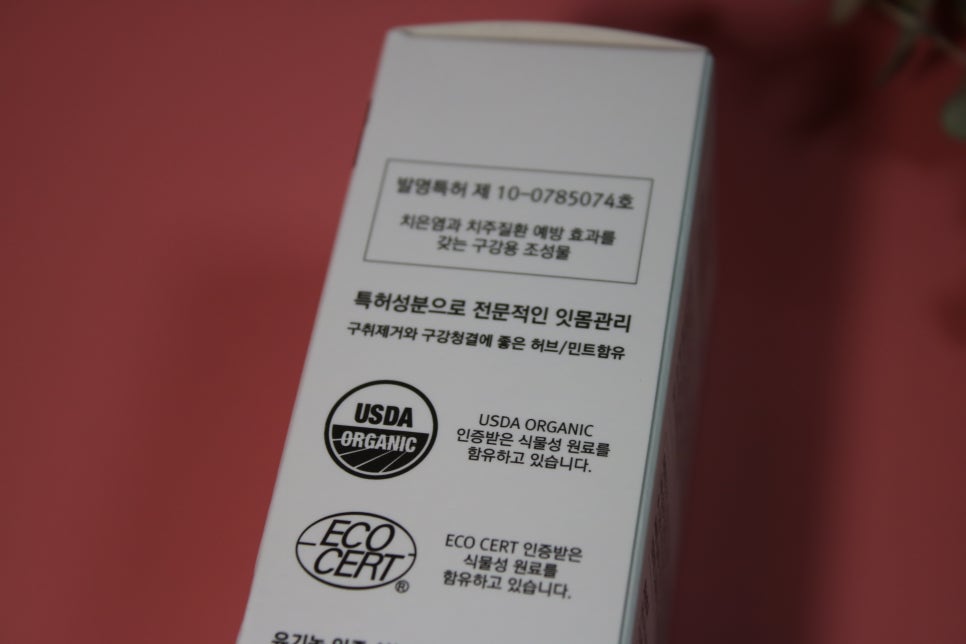 발명특허 제 10-0785074호
치은염과 치주질환 예방 효과를
갖는 구강용 조성물
특허성분으로 전문적인 잇몸관리
구취제거와 구강청결에 좋은 허브/민트함유
USDA
ORGANIC
USDA ORGANIC
인증받은 식물성 원료를
함유하고 있습니다.
ECO
CERT
®
ECO CERT 인증받은
식물성 원료를
함유하고 있습니다.